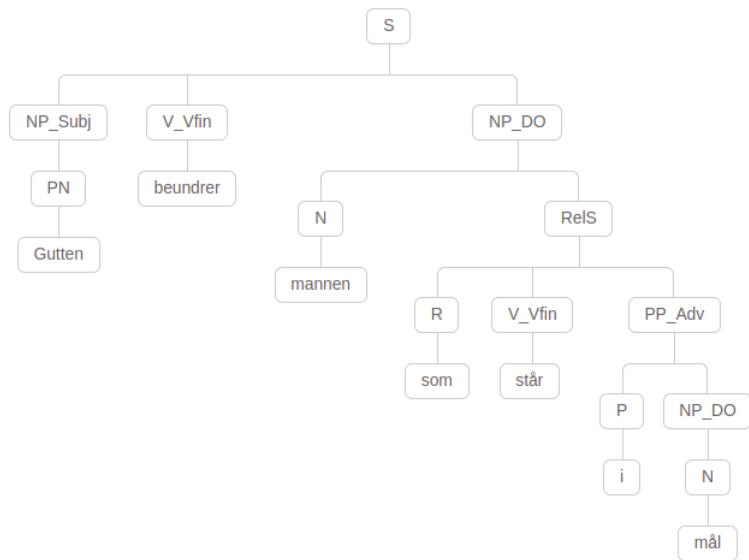 S
NP_Subj V_Vfin NP_DO
PN beundrer
N RelS
Gutten
mannen
R V_Vfin PP_Adv
som står
P NP_DO
i N
mål